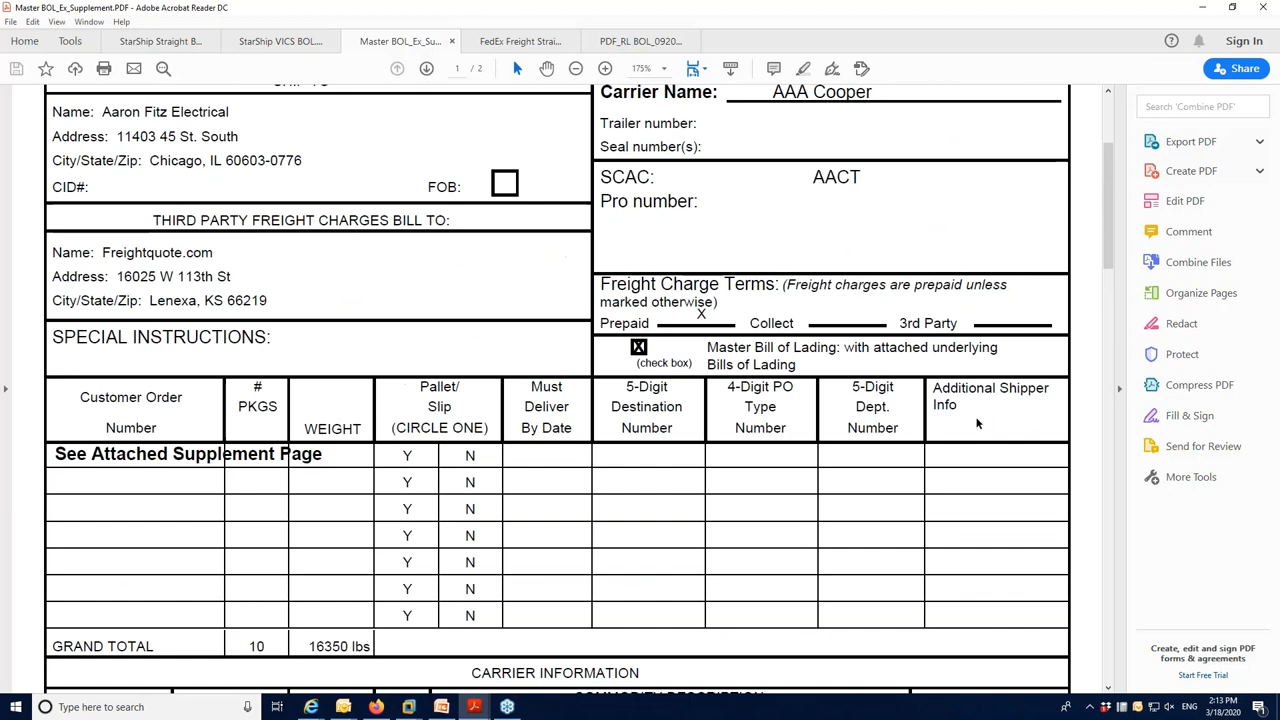 Master BOL_Ex_Supplement.PDF - Adobe Acrobat Reader DC
File Edit View Window Help
Home Tools StarShip Straight B... StarShip VICS BOL.... Master BOL_Ex_Su... × FedEx Freight Strai... PDF_RL BOL_0920... Sign In
1 / 2 175% Share
Name: Aaron Fitz Electrical
Address: 11403 45 St. South
City/State/Zip: Chicago, IL 60603-0776
CID#: FOB:
THIRD PARTY FREIGHT CHARGES BILL TO:
Name: Freightquote.com
Address: 16025 W 113th St
City/State/Zip: Lenexa, KS 66219
SPECIAL INSTRUCTIONS:
Carrier Name: AAA Cooper
Trailer number:
Seal number(s):
SCAC: AACT
Pro number:
Freight Charge Terms: (Freight charges are prepaid unless
marked otherwise)
X
Prepaid Collect 3rd Party
X Master Bill of Lading: with attached underlying
(check box) Bills of Lading
Customer Order Number
# PKGS
WEIGHT
Pallet/ Slip (CIRCLE ONE)
Must Deliver By Date
5-Digit Destination Number
4-Digit PO Type Number
5-Digit Dept. Number
Additional Shipper Info
See Attached Supplement Page Y N
Y N
Y N
Y N
Y N
Y N
Y N
GRAND TOTAL 10 16350 lbs
CARRIER INFORMATION
COMMODITY DESCRIPTION
Search 'Combine PDF'
Export PDF
Create PDF
Edit PDF
Comment
Combine Files
Organize Pages
Redact
Protect
Compress PDF
Fill & Sign
Send for Review
More Tools
Create, edit and sign PDF
forms & agreements
Start Free Trial
Type here to search
2:13 PM
3/18/2020